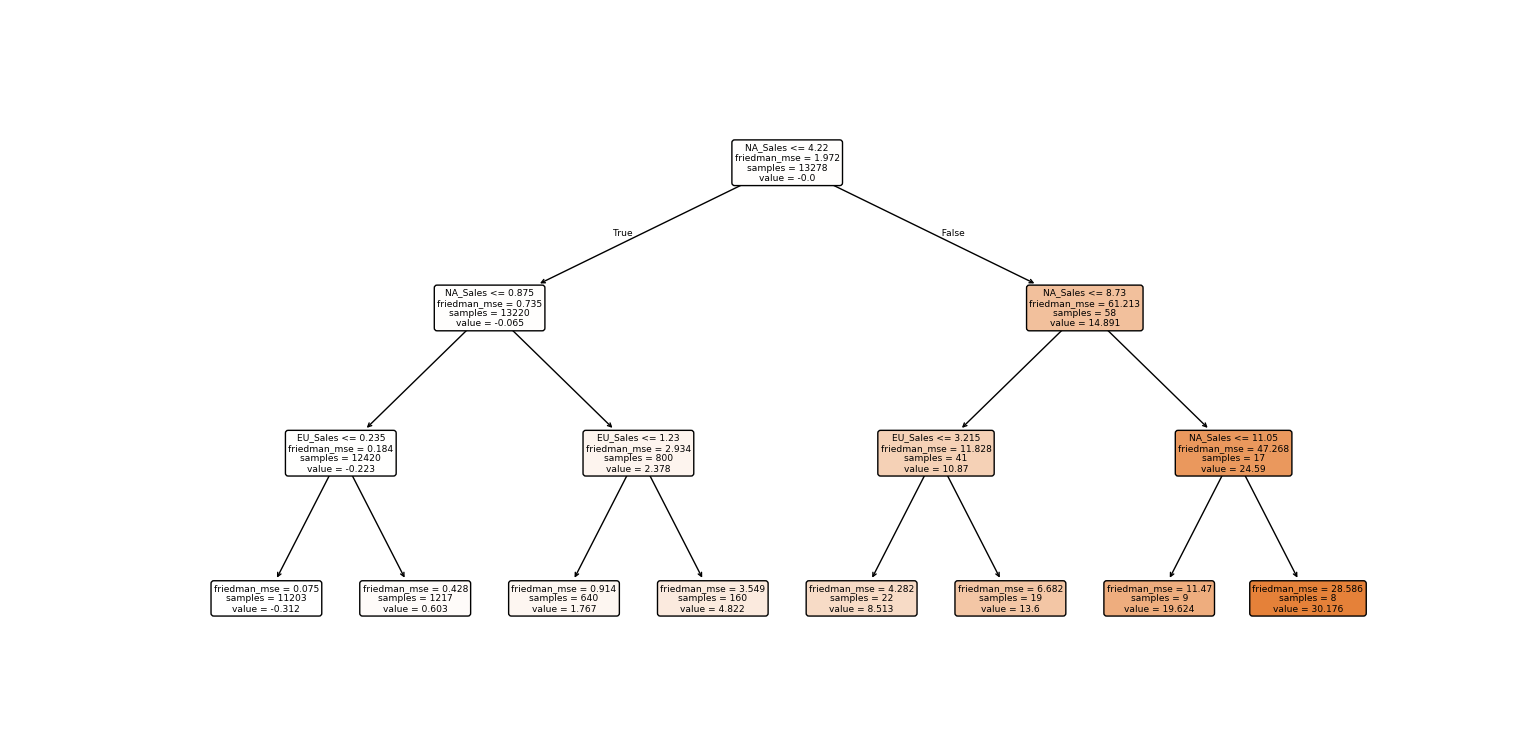 NA_Sales <= 4.22
friedman_mse = 1.972
samples = 13278
value = -0.0
True
False
NA_Sales <= 0.875
friedman_mse = 0.735
samples = 13220
value = -0.065
NA_Sales <= 8.73
friedman_mse = 61.213
samples = 58
value = 14.891
EU_Sales <= 0.235
friedman_mse = 0.184
samples = 12420
value = -0.223
EU_Sales <= 1.23
friedman_mse = 2.934
samples = 800
value = 2.378
EU_Sales <= 3.215
friedman_mse = 11.828
samples = 41
value = 10.87
NA_Sales <= 11.05
friedman_mse = 47.268
samples = 17
value = 24.59
friedman_mse = 0.075
samples = 11203
value = -0.312
friedman_mse = 0.428
samples = 1217
value = 0.603
friedman_mse = 0.914
samples = 640
value = 1.767
friedman_mse = 3.549
samples = 160
value = 4.822
friedman_mse = 4.282
samples = 22
value = 8.513
friedman_mse = 6.682
samples = 19
value = 13.6
friedman_mse = 11.47
samples = 9
value = 19.624
friedman_mse = 28.586
samples = 8
value = 30.176